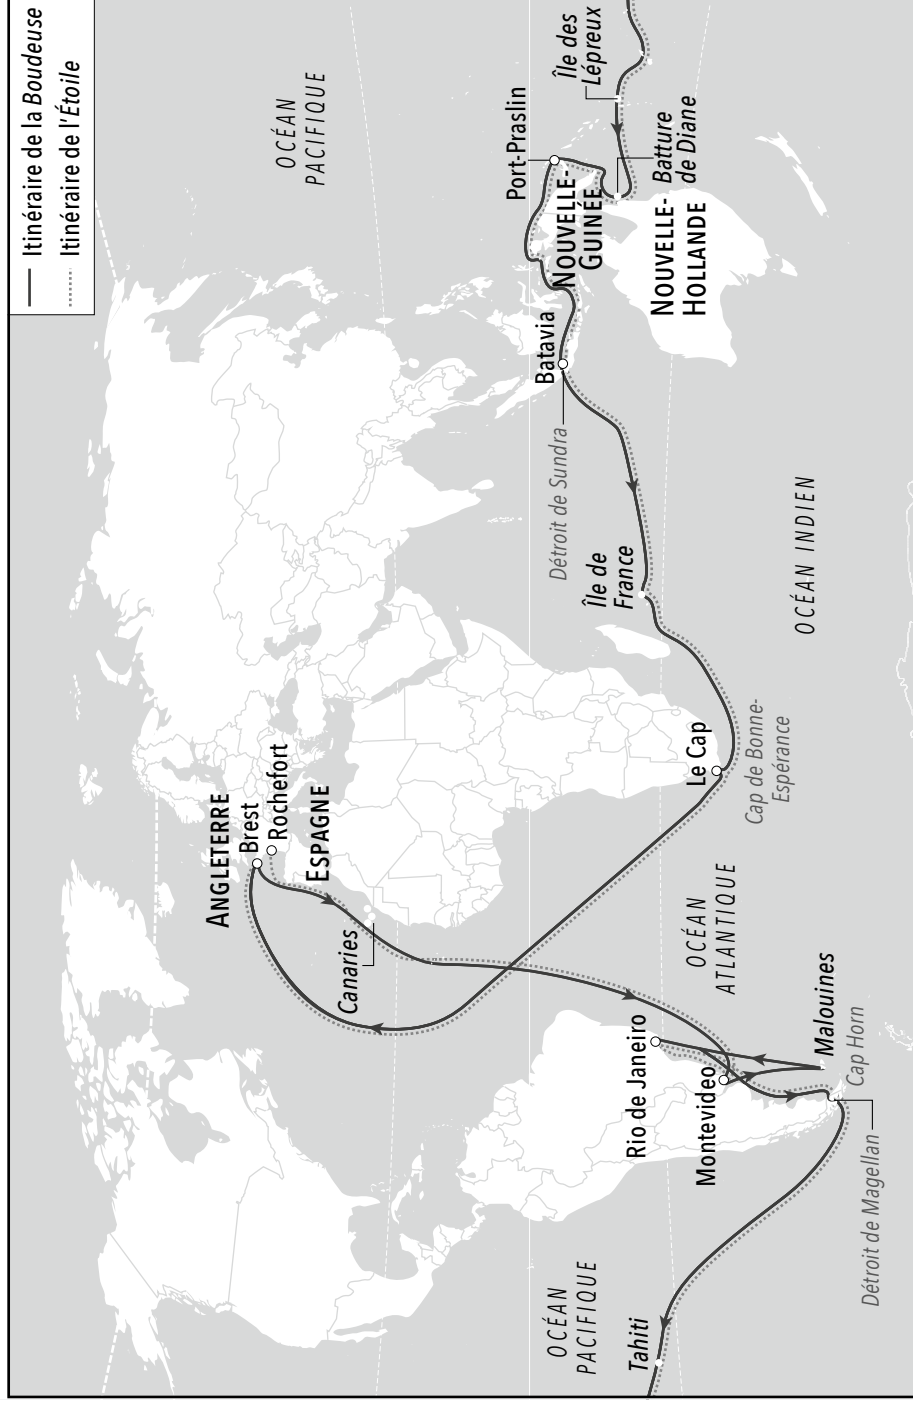 Itinéraire de la Boudeuse
Itinéraire de l'Étoile
OCÉAN
PACIFIQUE
Île des
Lépreux
Port-Praslin
Batture
de Diane
NOUVELLE-
GUINÉE
NOUVELLE-
HOLLANDE
Batavia
Détroit de Sundra
Île de
France
OCÉAN INDIEN
ANGLETERRE
Brest
Rochefort
ESPAGNE
Canaries
Le Cap
Cap de Bonne-
Espérance
OCÉAN
ATLANTIQUE
Rio de Janeiro
Montevideo
Malouines
Cap Horn
Détroit de Magellan
OCÉAN
PACIFIQUE
Tahiti